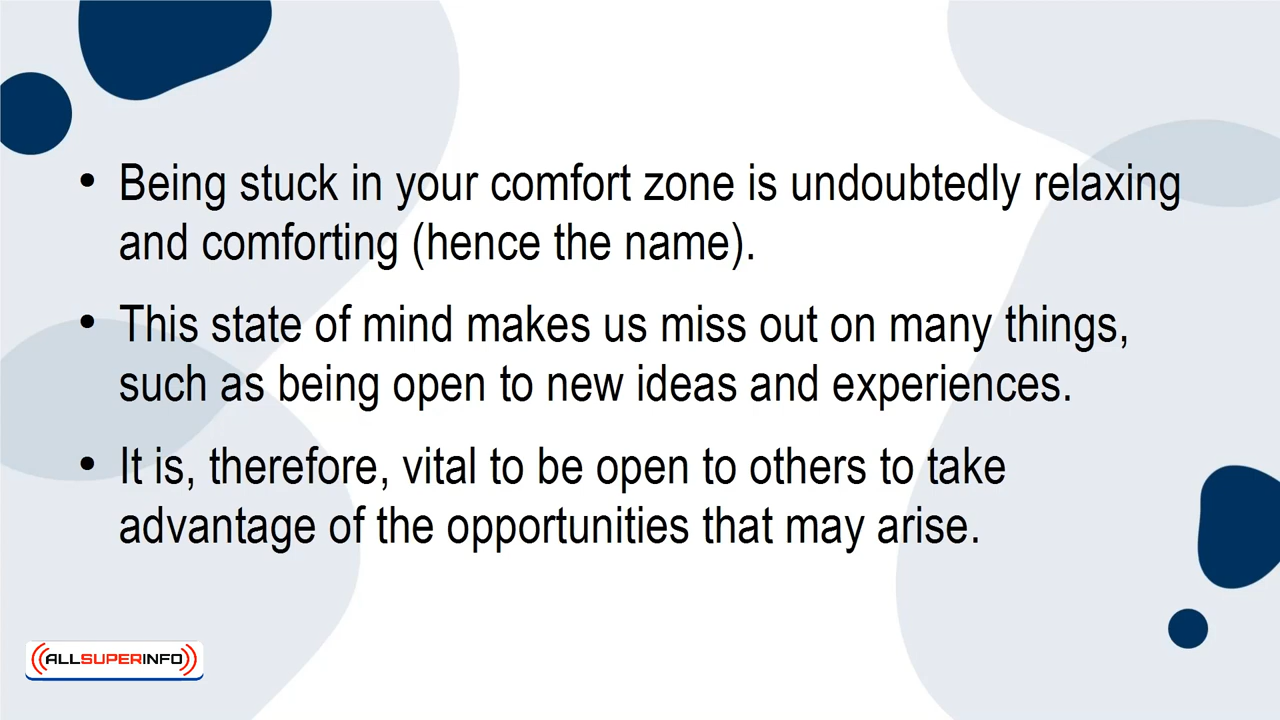 • Being stuck in your comfort zone is undoubtedly relaxing
and comforting (hence the name).
• This state of mind makes us miss out on many things,
such as being open to new ideas and experiences.
• It is, therefore, vital to be open to others to take
advantage of the opportunities that may arise.
ALLSUPERINFO